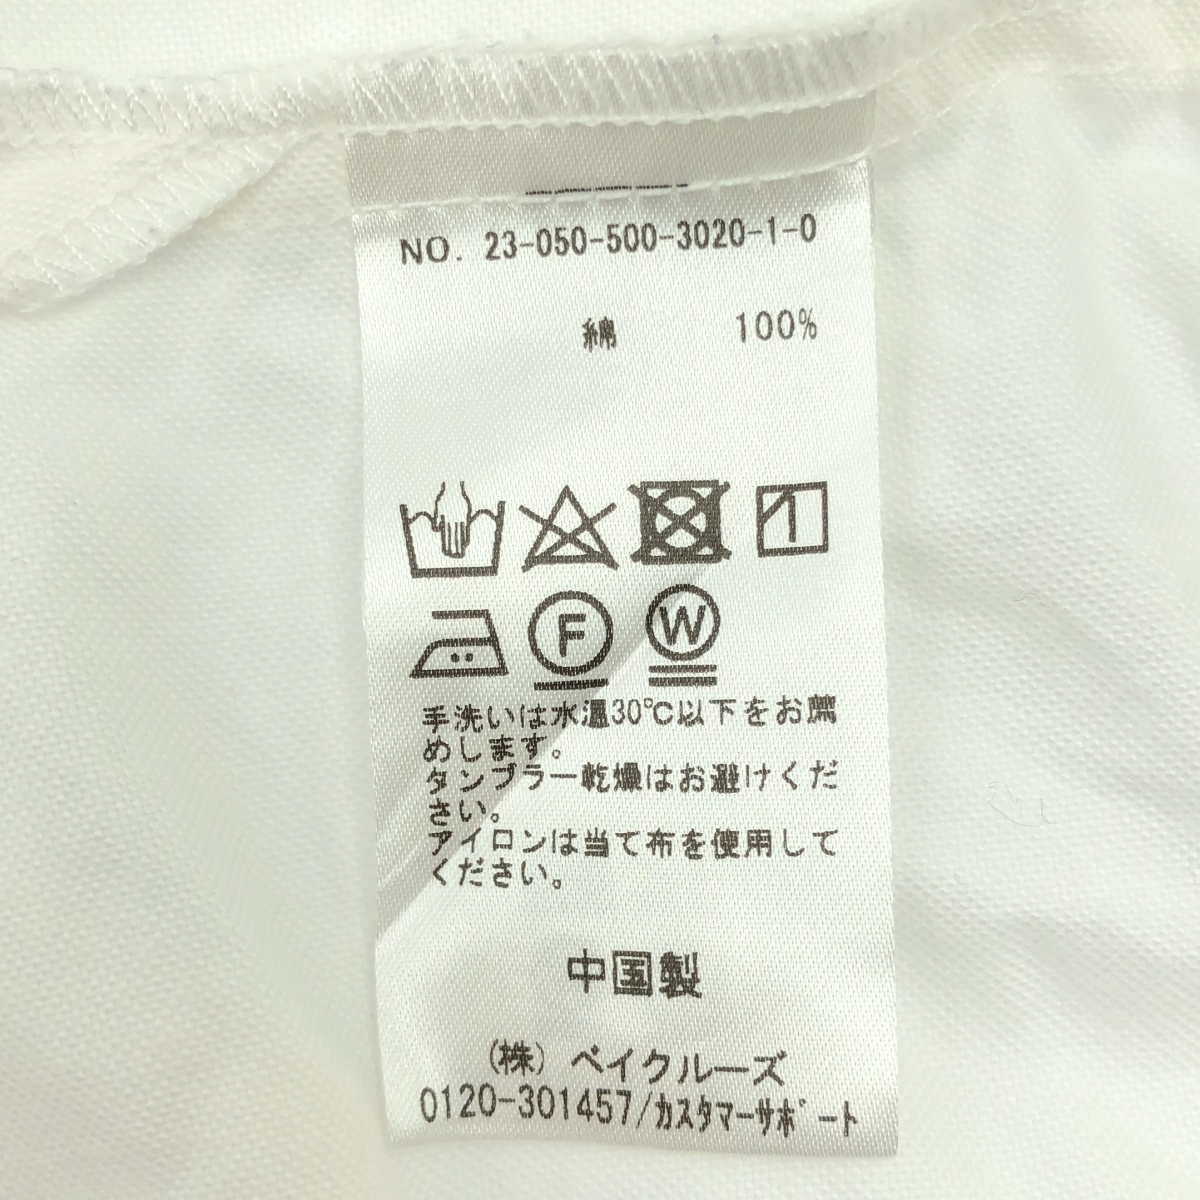 NO. 23-050-500-3020-1-0
綿 100%
F W
手洗いは水温30℃以下をお薦
めします。
タンブラー乾燥はお避けくだ
さい。
アイロンは当て布を使用して
ください。
中国製
(株) ベイクルーズ
0120-301457/カスタマーサポート